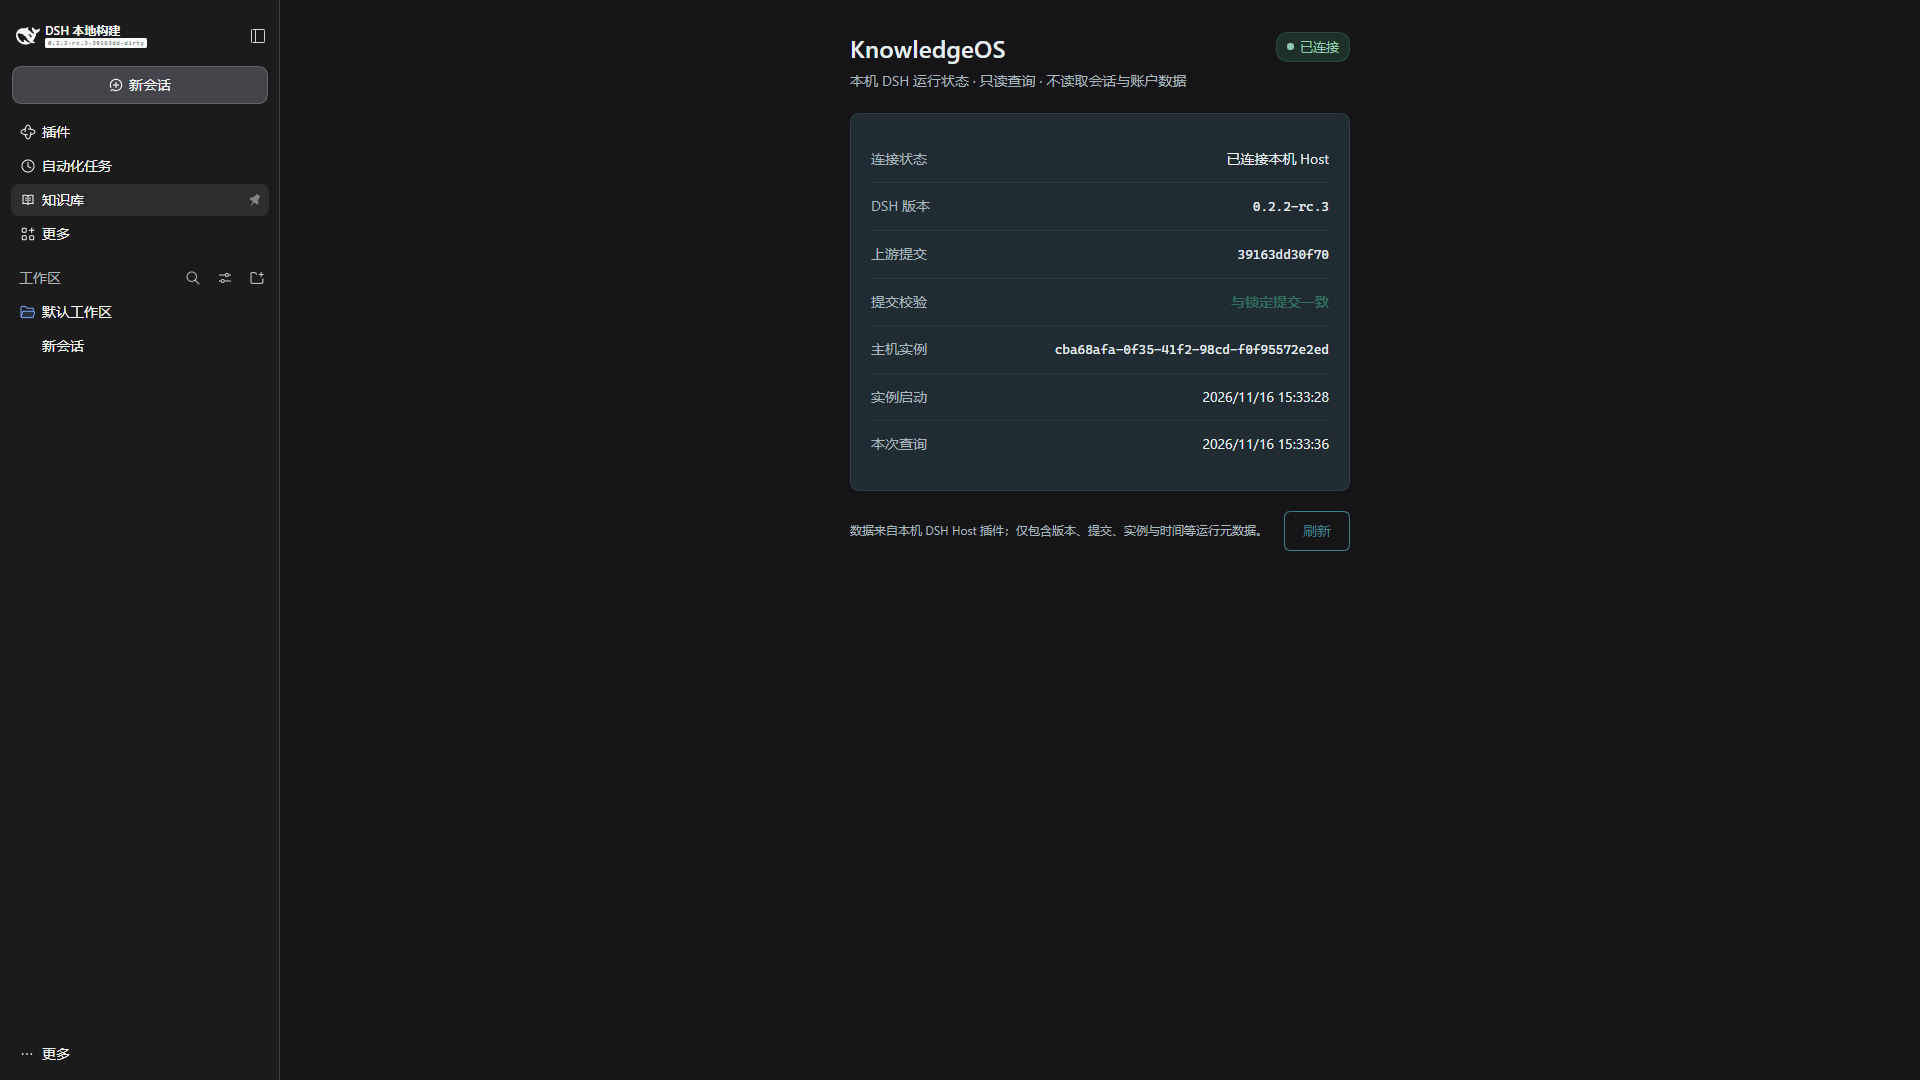 DSH 本地构建
0.2.2-rc.3-39163dd-dirty
新会话
插件
自动化任务
知识库
更多
工作区
默认工作区
新会话
更多
KnowledgeOS
已连接
本机 DSH 运行状态 · 只读查询 · 不读取会话与账户数据
连接状态 已连接本机 Host
DSH 版本 0.2.2-rc.3
上游提交 39163dd30f70
提交校验 与锁定提交一致
主机实例 cba68afa-0f35-41f2-98cd-f0f95572e2ed
实例启动 2026/11/16 15:33:28
本次查询 2026/11/16 15:33:36
数据来自本机 DSH Host 插件；仅包含版本、提交、实例与时间等运行元数据。
刷新